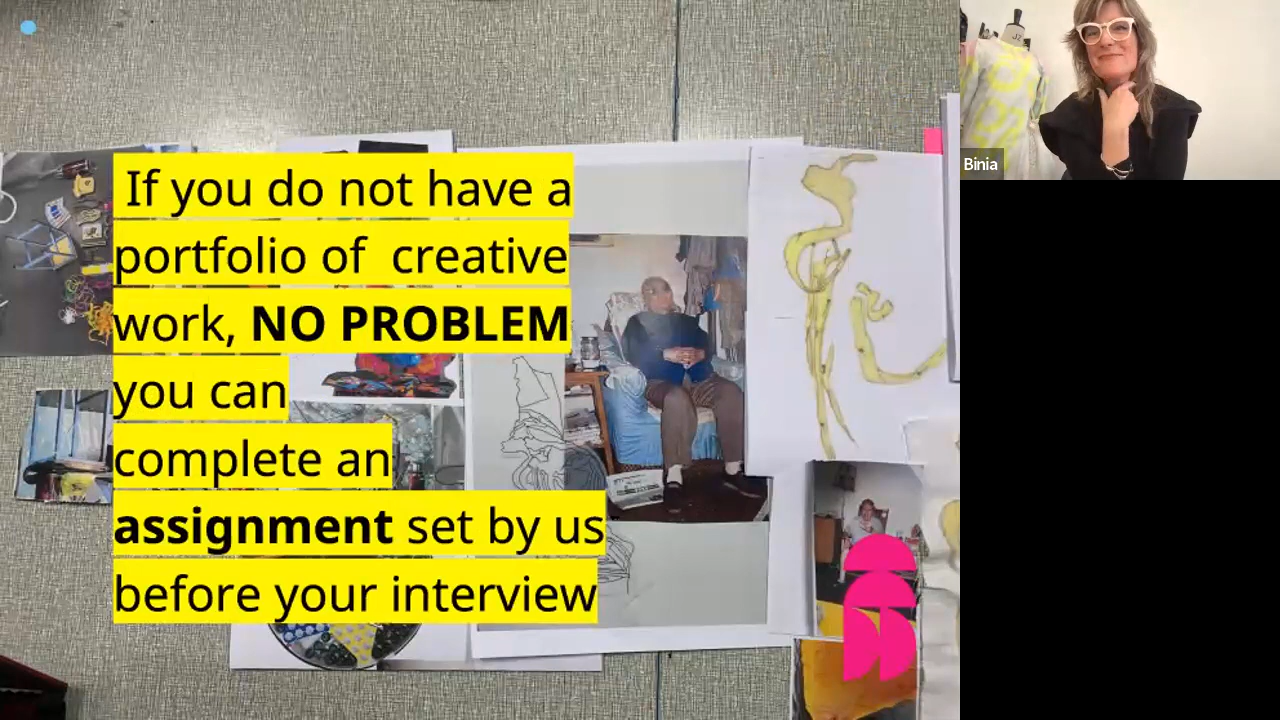 If you do not have a
portfolio of  creative
work, NO PROBLEM
you can
complete an
assignment set by us
before your interview
Binia